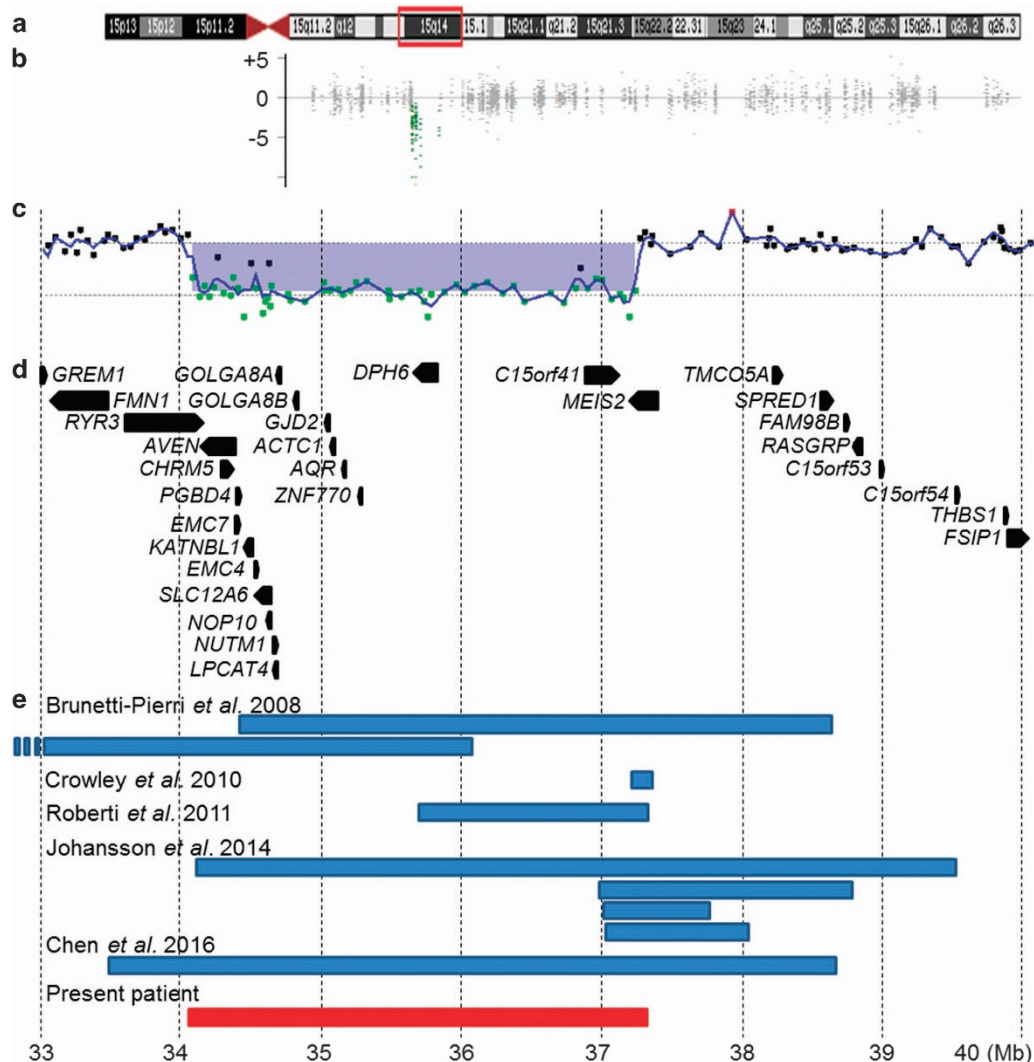 a
15p13 15p12 15p11.2 15q11.2 q12 15q14 15.1 15q21.1 q21.2 15q21.3 15q22.2 22.31 15q23 24.1 q25.1 q25.2 q25.3 q26.1 q26.2 q26.3
b
+5
0
-5
c
d
GREM1 GOLGA8A DPH6 C15orf41 TMCO5A
FMN1 GOLGA8B MEIS2 SPRED1
RYR3 GJD2 FAM98B
AVEN ACTC1 RASGRP
CHRM5 AQR C15orf53
PGBD4 ZNF770 C15orf54
EMC7 THBS1
KATNBL1 FSIP1
EMC4
SLC12A6
NOP10
NUTM1
LPCAT4
e
Brunetti-Pierri et al. 2008
Crowley et al. 2010
Roberti et al. 2011
Johansson et al. 2014
Chen et al. 2016
Present patient
33 34 35 36 37 38 39 40 (Mb)